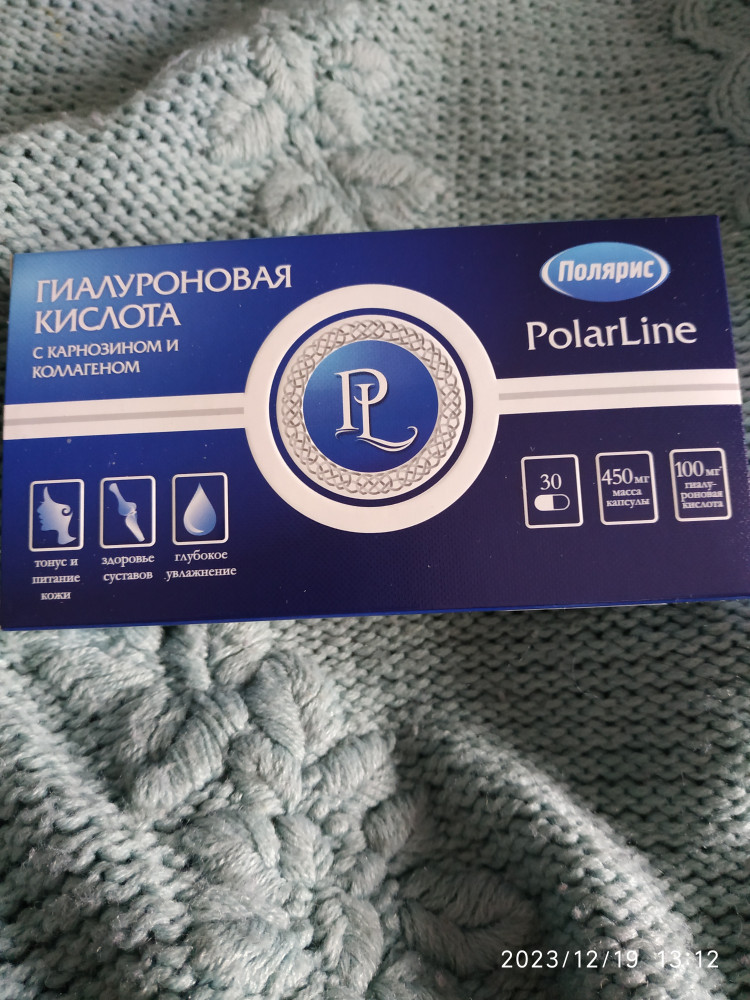 ГИАЛУРОНОВАЯ
КИСЛОТА
С КАРНОЗИНОМ И
КОЛЛАГЕНОМ
Полярис
PolarLine
PL
тонус и
питание
кожи
здоровье
суставов
глубокое
увлажнение
30
450 мг
масса
капсулы
100 мг
гиалу-
роновая
кислота
2023/12/19 13:12